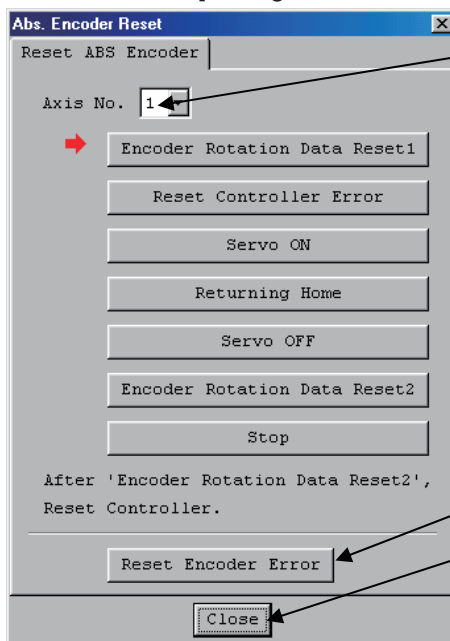 Abs. Encoder Reset
Reset ABS Encoder
Axis No. 1
Encoder Rotation Data Reset1
Reset Controller Error
Servo ON
Returning Home
Servo OFF
Encoder Rotation Data Reset2
Stop
After 'Encoder Rotation Data Reset2',
Reset Controller.
Reset Encoder Error
Close